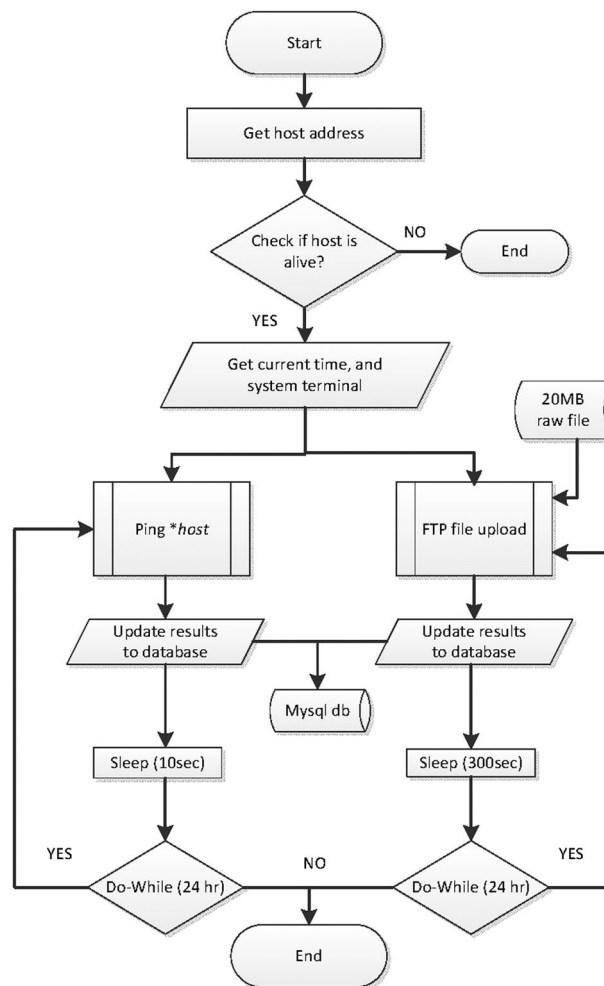 Start
Get host address
Check if host is
alive?
NO
End
YES
Get current time, and
system terminal
20MB
raw file
Ping *host
FTP file upload
Update results
to database
Update results
to database
Mysql db
Sleep (10sec)
Sleep (300sec)
YES
NO
YES
Do-While (24 hr)
Do-While (24 hr)
End